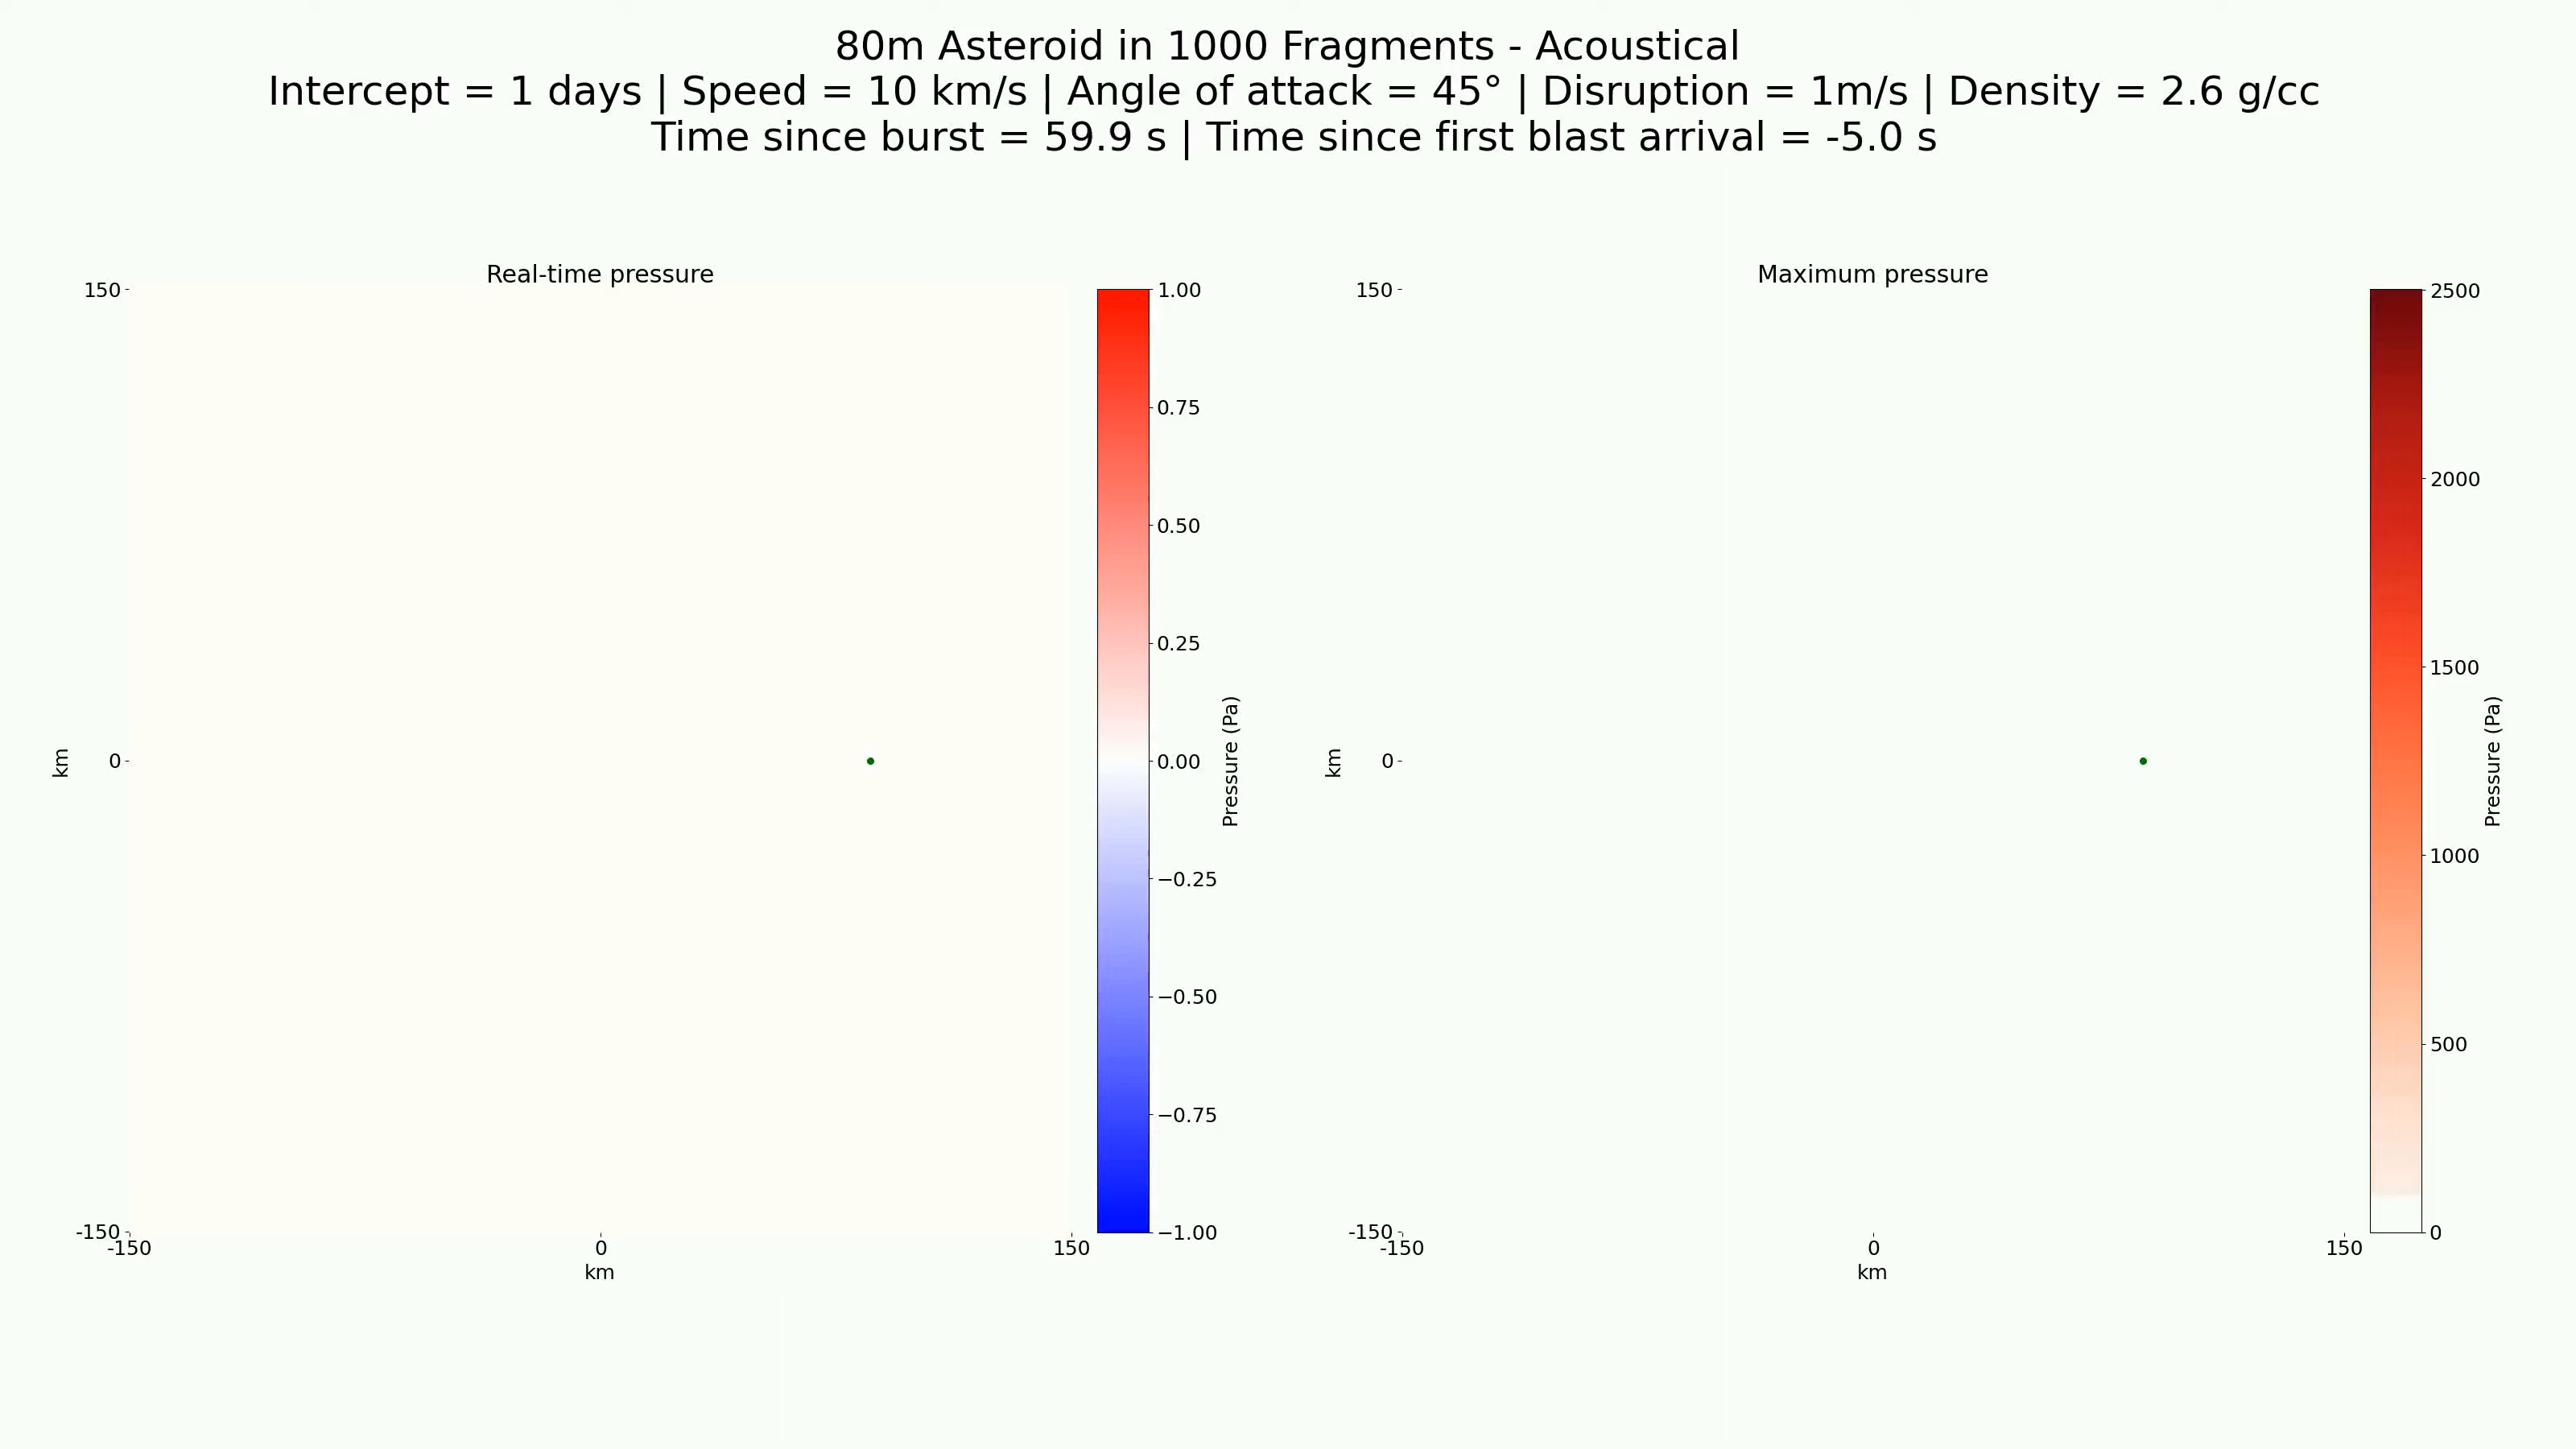 80m Asteroid in 1000 Fragments - Acoustical
Intercept = 1 days | Speed = 10 km/s | Angle of attack = 45° | Disruption = 1m/s | Density = 2.6 g/cc
Time since burst = 59.9 s | Time since first blast arrival = -5.0 s
Real-time pressure
150
0
-150
km
-150
0
150
km
1.00
0.75
0.50
0.25
0.00
−0.25
−0.50
−0.75
−1.00
Pressure (Pa)
Maximum pressure
150
0
-150
km
-150
0
150
km
2500
2000
1500
1000
500
0
Pressure (Pa)